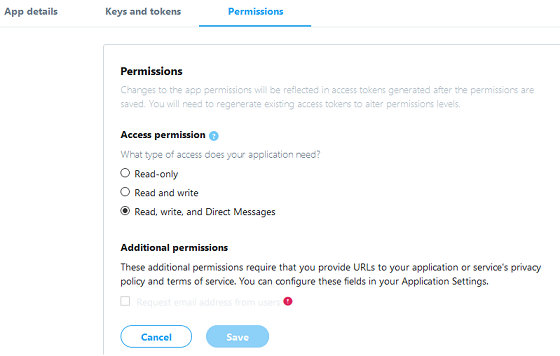 App details
Keys and tokens
Permissions
Permissions
Changes to the app permissions will be reflected in access tokens generated after the permissions are
saved. You will need to regenerate existing access tokens to alter permissions levels.
Access permission ?
What type of access does your application need?
Read-only
Read and write
Read, write, and Direct Messages
Additional permissions
These additional permissions require that you provide URLs to your application or service's privacy
policy and terms of service. You can configure these fields in your Application Settings.
Request email address from users !
Cancel
Save